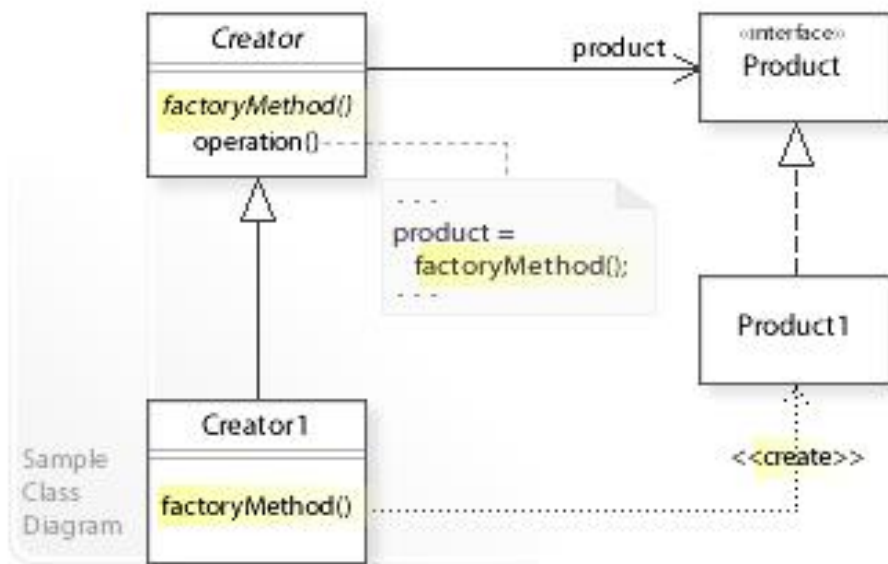 Creator
factoryMethod()
operation()
product
«interface»
Product
. . .
product =
factoryMethod();
. . .
Product1
Creator1
factoryMethod()
<<create>>
Sample
Class
Diagram